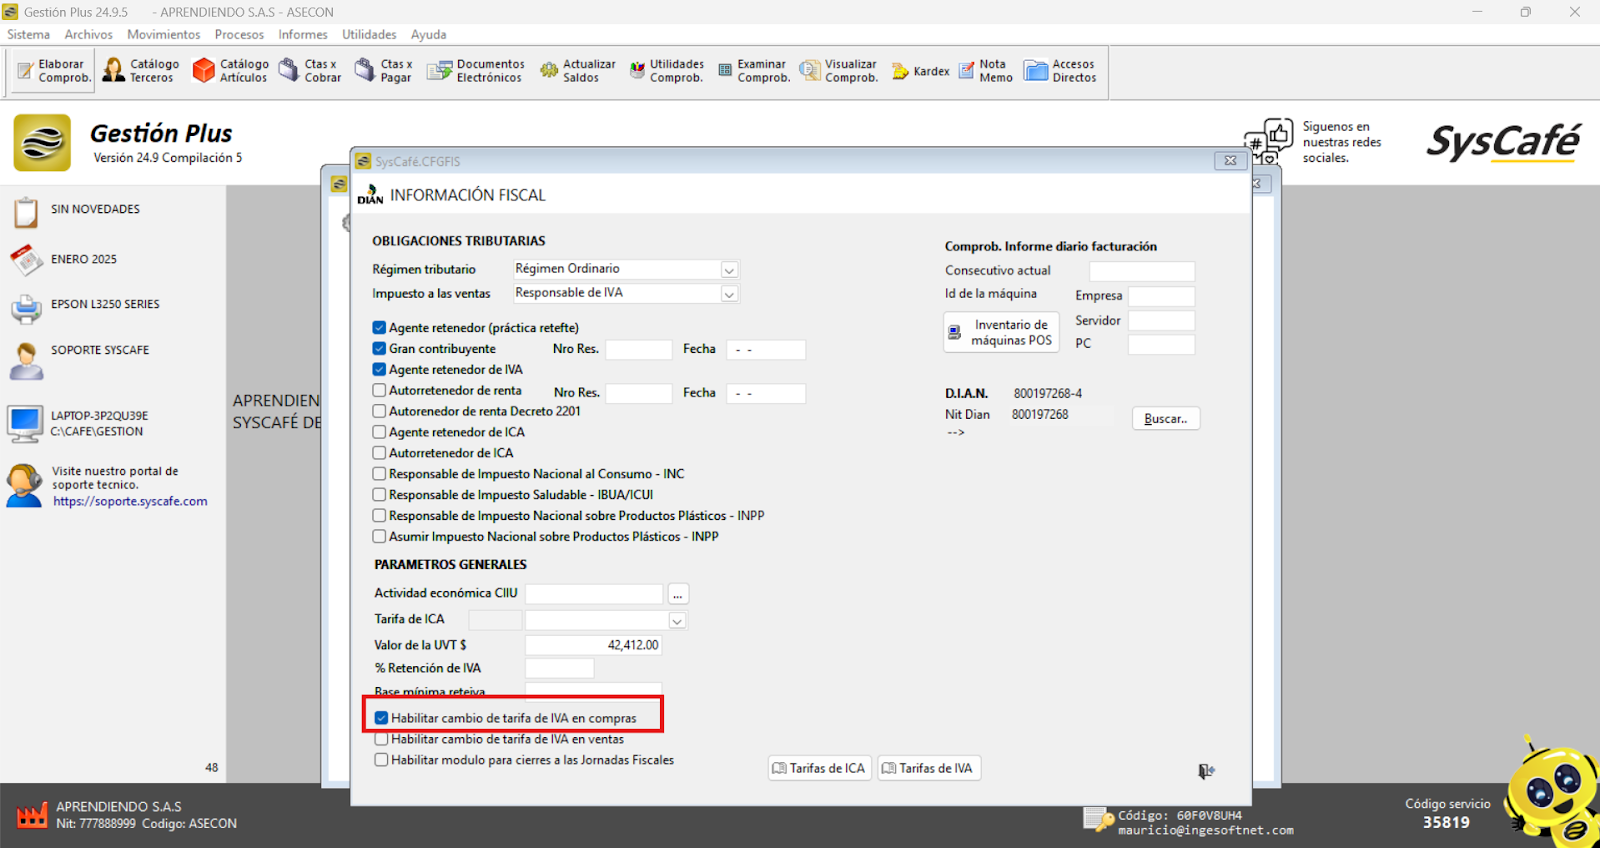 Gestión Plus 24.9.5 - APRENDIENDO S.A.S - ASECON
Sistema Archivos Movimientos Procesos Informes Utilidades Ayuda
Elaborar Comprob.
Catálogo Terceros
Catálogo Artículos
Ctas x Cobrar
Ctas x Pagar
Documentos Electrónicos
Actualizar Saldos
Utilidades Comprob.
Examinar Comprob.
Visualizar Comprob.
Kardex
Nota Memo
Accesos Directos
Gestión Plus
Versión 24.9 Compilación 5
#
Siguenos en
nuestras redes
sociales.
SysCafé
SIN NOVEDADES
ENERO 2025
EPSON L3250 SERIES
SOPORTE SYSCAFE
LAPTOP-3P2QU39E
C:\CAFE\GESTION
Visite nuestro portal de
soporte tecnico.
https://soporte.syscafe.com
48
APRENDIEN
SYSCAFÉ DE
SysCafé.CFGFIS
DIAN INFORMACIÓN FISCAL
OBLIGACIONES TRIBUTARIAS
Régimen tributario Régimen Ordinario
Impuesto a las ventas Responsable de IVA
Agente retenedor (práctica retefte)
Gran contribuyente Nro Res. Fecha - -
Agente retenedor de IVA
Autorretenedor de renta Nro Res. Fecha - -
Autorenedor de renta Decreto 2201
Agente retenedor de ICA
Autorretenedor de ICA
Responsable de Impuesto Nacional al Consumo - INC
Responsable de Impuesto Saludable - IBUA/ICUI
Responsable de Impuesto Nacional sobre Productos Plásticos - INPP
Asumir Impuesto Nacional sobre Productos Plásticos - INPP
PARAMETROS GENERALES
Actividad económica CIIU ...
Tarifa de ICA
Valor de la UVT $ 42,412.00
% Retención de IVA
Base mínima reteiva
Habilitar cambio de tarifa de IVA en compras
Habilitar cambio de tarifa de IVA en ventas
Habilitar modulo para cierres a las Jornadas Fiscales
Tarifas de ICA Tarifas de IVA
Comprob. Informe diario facturación
Consecutivo actual
Id de la máquina Empresa
Inventario de
máquinas POS
Servidor
PC
D.I.A.N. 800197268-4
Nit Dian 800197268
Buscar..
-->
APRENDIENDO S.A.S
Nit: 777888999 Codigo: ASECON
Código: 60F0V8UH4
mauricio@ingesoftnet.com
Código servicio
35819